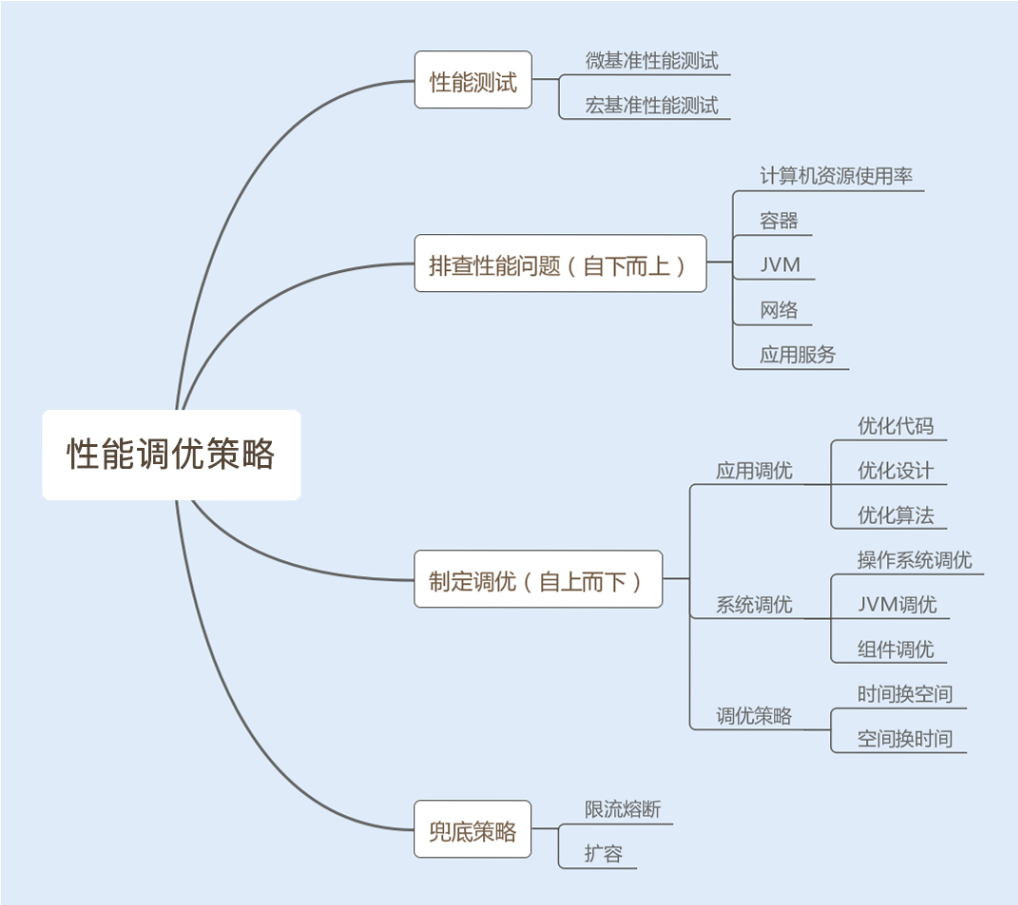 性能调优策略
性能测试
微基准性能测试
宏基准性能测试
排查性能问题（自下而上）
计算机资源使用率
容器
JVM
网络
应用服务
制定调优（自上而下）
应用调优
优化代码
优化设计
优化算法
系统调优
操作系统调优
JVM调优
组件调优
调优策略
时间换空间
空间换时间
兜底策略
限流熔断
扩容